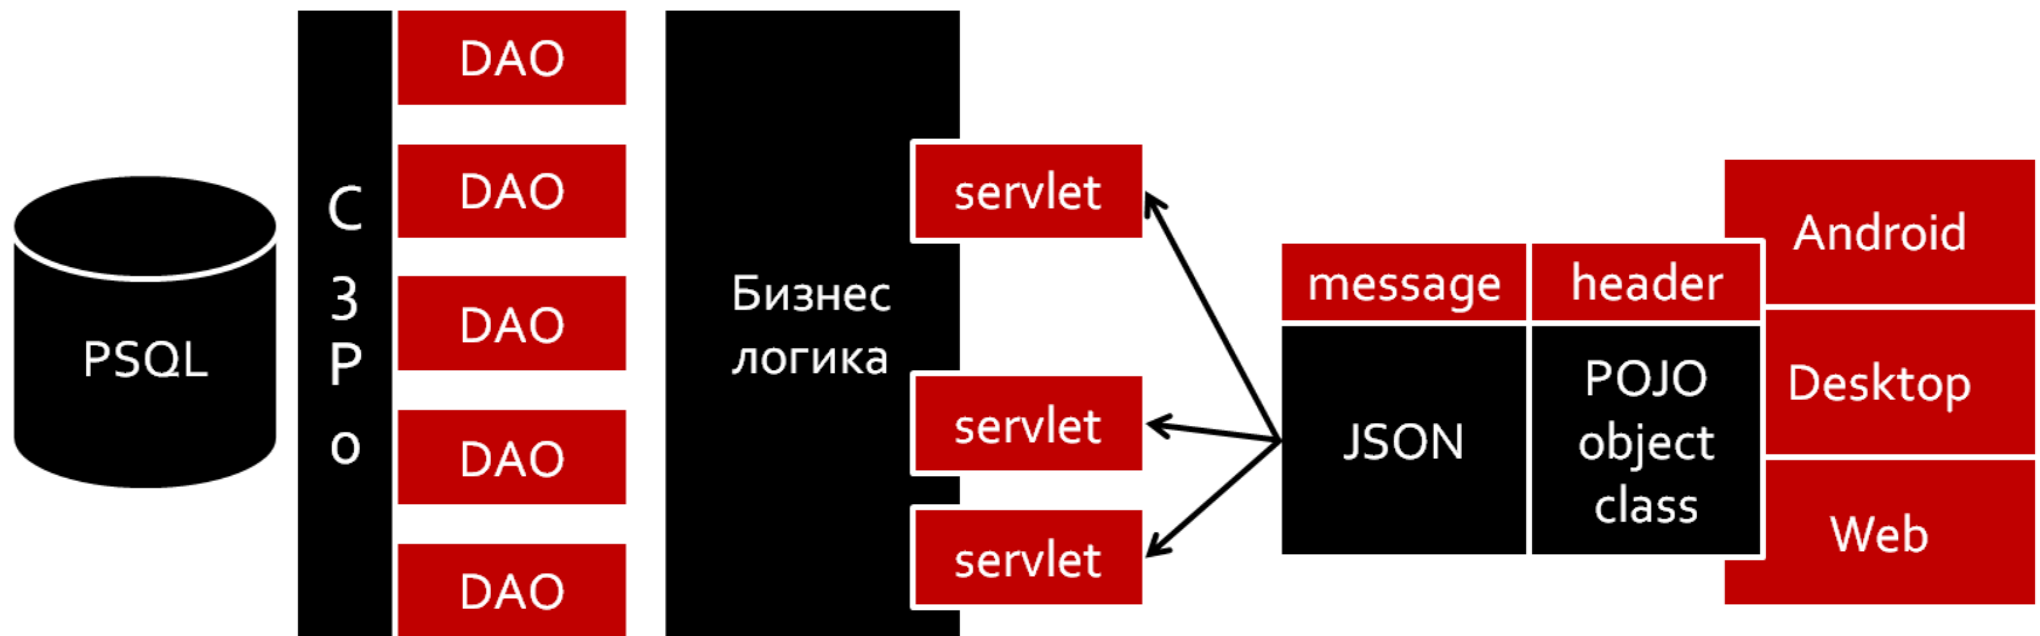 PSQL
C
3
P
o
DAO
DAO
DAO
DAO
DAO
Бизнес
логика
servlet
servlet
servlet
message
header
JSON
POJO
object
class
Android
Desktop
Web